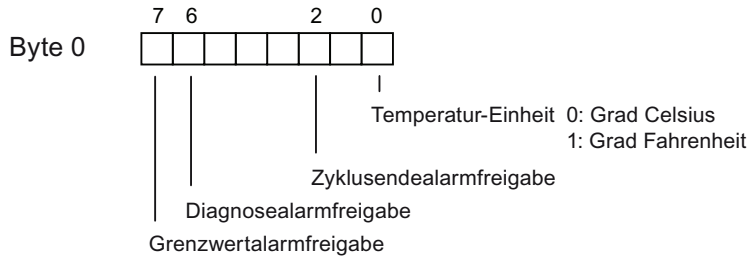 7 6 2 0
Byte 0
Temperatur-Einheit 0: Grad Celsius
1: Grad Fahrenheit
Zyklusendealarmfreigabe
Diagnosealarmfreigabe
Grenzwertalarmfreigabe